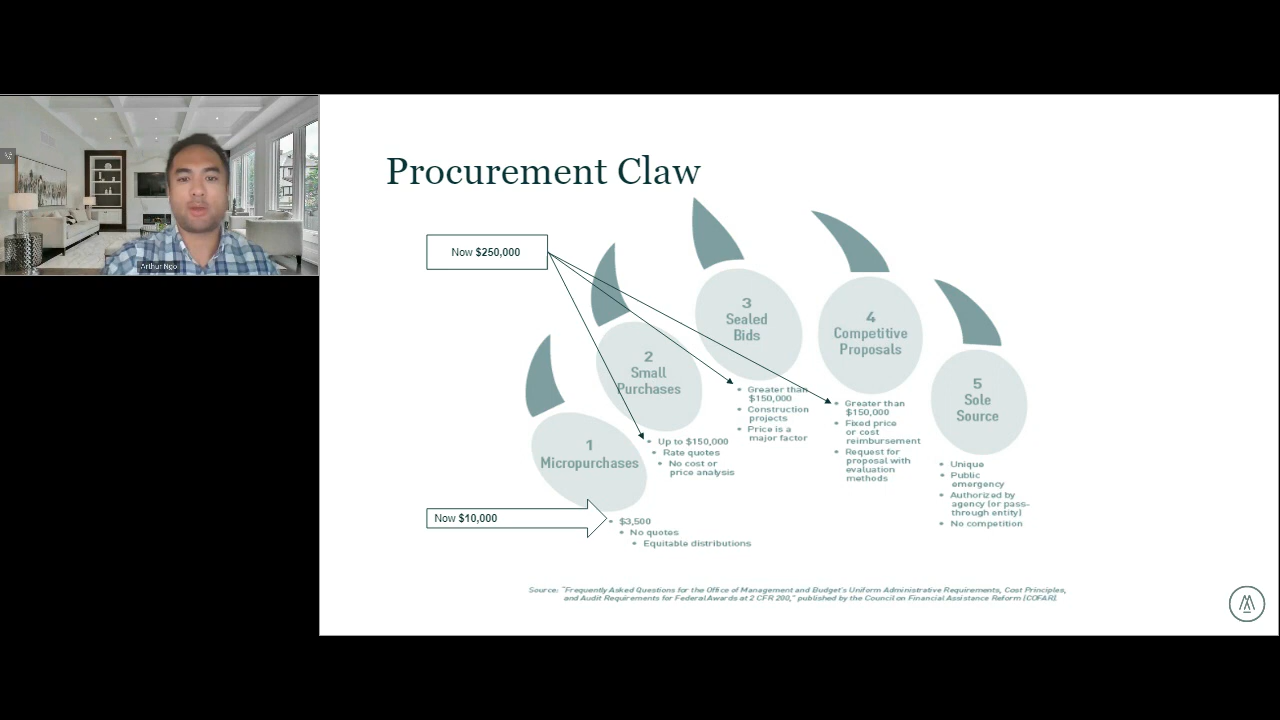 Arthur Ngo
Procurement Claw
Now $250,000
1
Micropurchases
2
Small
Purchases
3
Sealed
Bids
4
Competitive
Proposals
5
Sole
Source
• $3,500
• No quotes
• Equitable distributions
• Up to $150,000
• Rate quotes
• No cost or
price analysis
• Greater than
$150,000
• Construction
projects
• Price is a
major factor
• Greater than
$150,000
• Fixed price
or cost
reimbursement
• Request for
proposal with
evaluation
methods
• Unique
• Public
emergency
• Authorized by
agency (or pass-
through entity)
• No competition
Now $10,000
Source: "Frequently Asked Questions for the Office of Management and Budget's Uniform Administrative Requirements, Cost Principles,
and Audit Requirements for Federal Awards at 2 CFR 200," published by the Council on Financial Assistance Reform (COFAR).